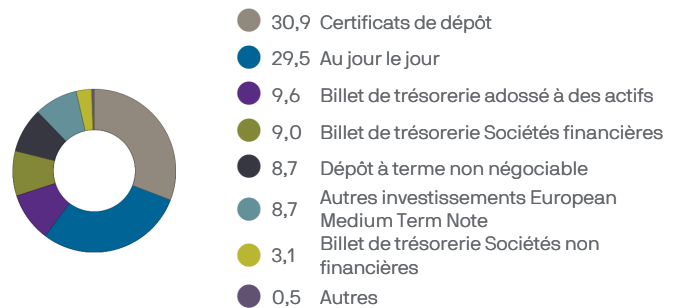 30,9 Certificats de dépôt
29,5 Au jour le jour
9,6 Billet de trésorerie adossé à des actifs
9,0 Billet de trésorerie Sociétés financières
8,7 Dépôt à terme non négociable
8,7 Autres investissements European
Medium Term Note
3,1 Billet de trésorerie Sociétés non
financières
0,5 Autres